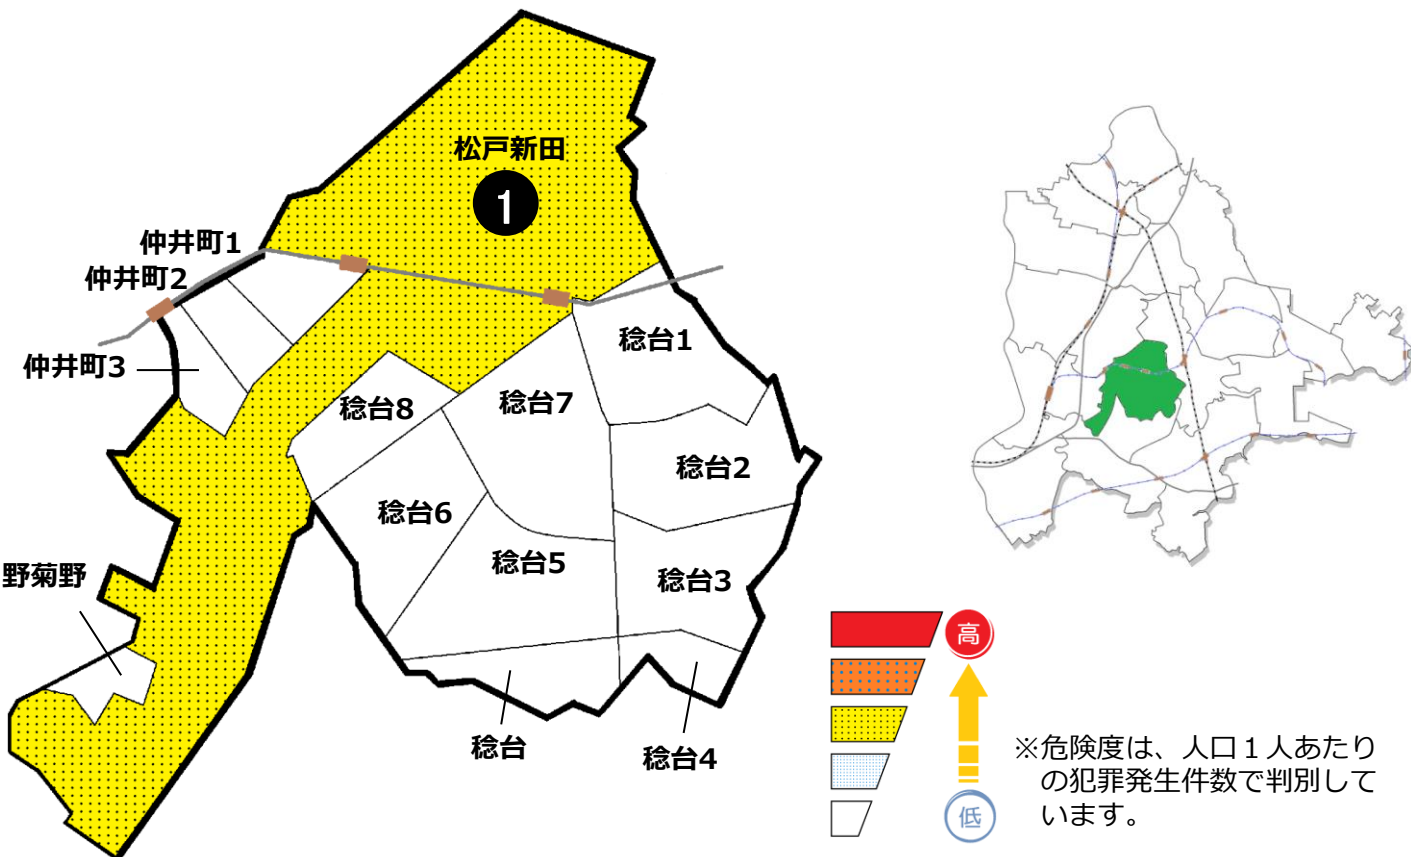 松戸新田
1
仲井町1
仲井町2
仲井町3
稔台1
稔台8
稔台7
稔台2
稔台6
稔台5
稔台3
野菊野
稔台
稔台4
高
低
※危険度は、人口１人あたり
の犯罪発生件数で判別して
います。